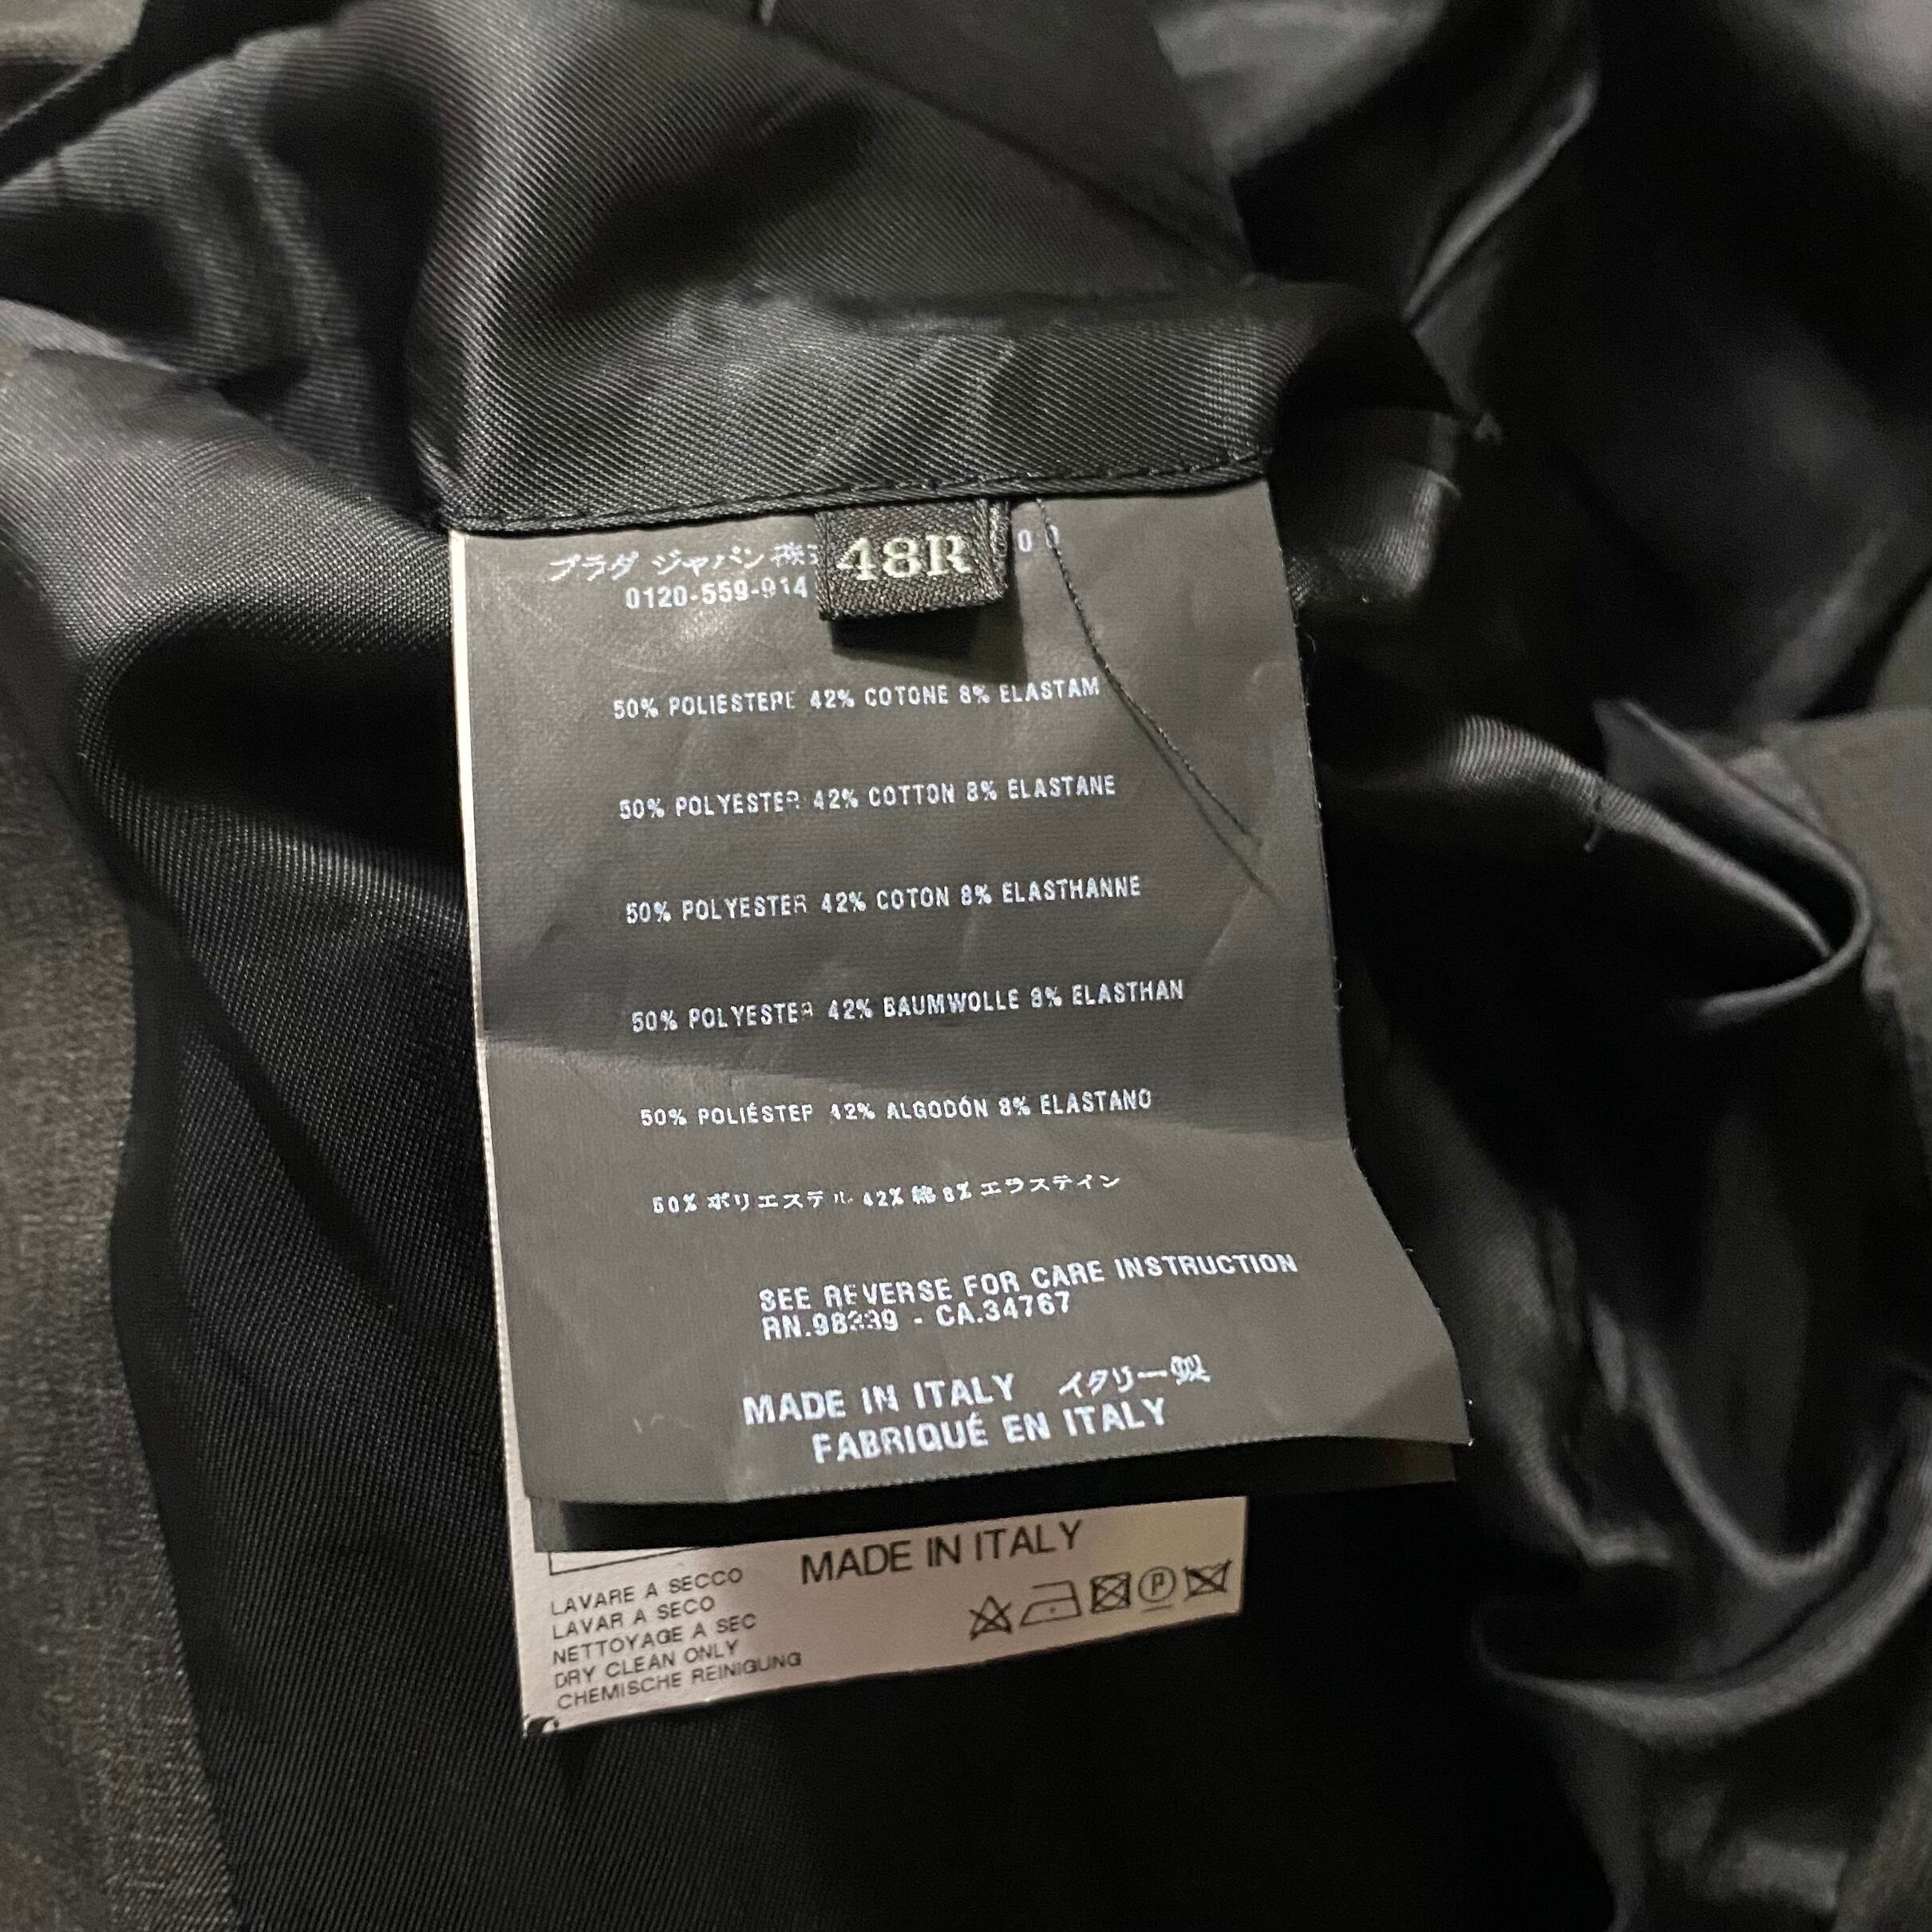 プラダ ジャパン 株
48R
0120-559-914
50% POLIESTERE 42% COTONE 8% ELASTAM
50% POLYESTER 42% COTTON 8% ELASTANE
50% POLYESTER 42% COTON 8% ELASTHANNE
50% POLYESTER 42% BAUMWOLLE 8% ELASTHAN
50% POLIÉSTER 42% ALGODÓN 8% ELASTANO
50% ポリエステル 42% 綿 8% エラステイン
SEE REVERSE FOR CARE INSTRUCTION
RN.98339 - CA.34767
MADE IN ITALY イタリー製
FABRIQUÉ EN ITALY
MADE IN ITALY
LAVARE A SECCO
LAVAR A SECO
NETTOYAGE A SEC
DRY CLEAN ONLY
CHEMISCHE REINIGUNG
P